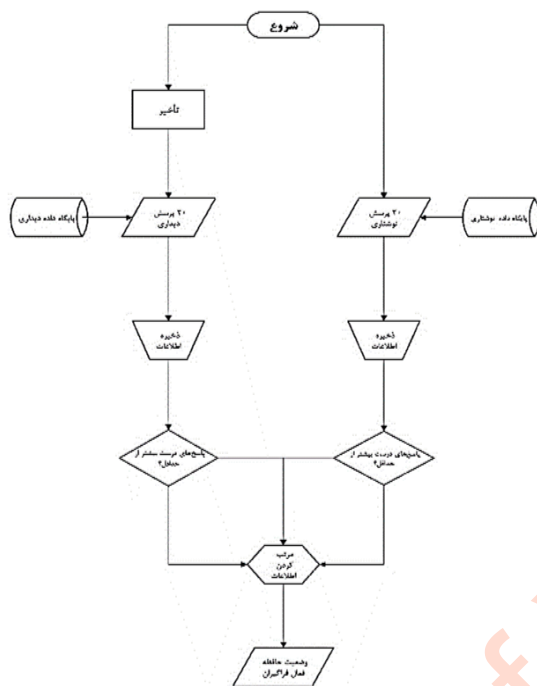 شروع
تأخیر
پایگاه داده دیداری
۲۰ پرسش
دیداری
۲۰ پرسش
نوشتاری
پایگاه داده نوشتاری
ذخیره
اطلاعات
ذخیره
اطلاعات
پاسخ‌های درست بیشتر از
حداقل؟
پاسخ‌های درست بیشتر از
حداقل؟
مرتب
کردن
اطلاعات
وضعیت حافظه
فعال فراگیران